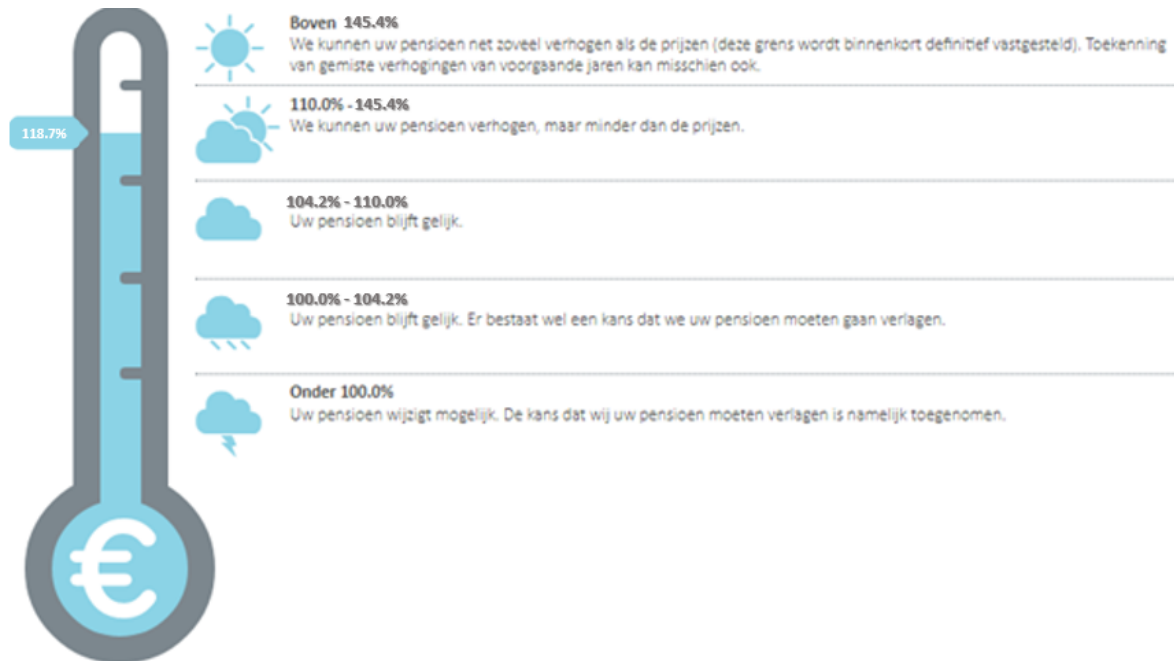 Boven 145.4%
We kunnen uw pensioen net zoveel verhogen als de prijzen (deze grens wordt binnenkort definitief vastgesteld). Toekenning
van gemiste verhogingen van voorgaande jaren kan misschien ook.
110.0% - 145.4%
We kunnen uw pensioen verhogen, maar minder dan de prijzen.
118.7%
104.2% - 110.0%
Uw pensioen blijft gelijk.
100.0% - 104.2%
Uw pensioen blijft gelijk. Er bestaat wel een kans dat we uw pensioen moeten gaan verlagen.
Onder 100.0%
Uw pensioen wijzigt mogelijk. De kans dat wij uw pensioen moeten verlagen is namelijk toegenomen.
€